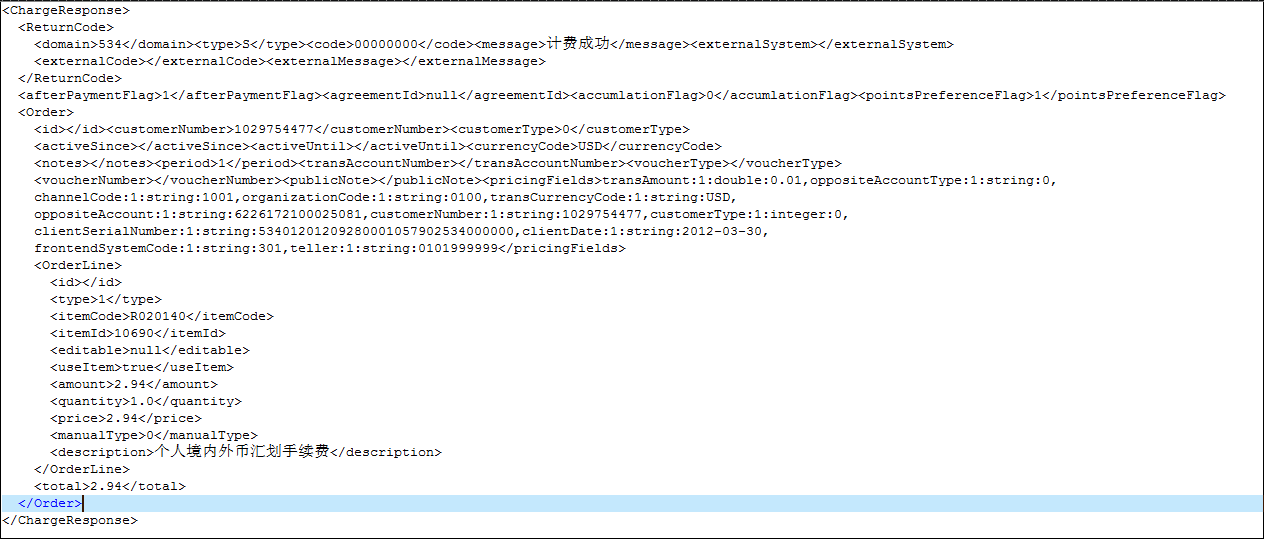 <ChargeResponse>
<ReturnCode>
<domain>534</domain><type>S</type><code>00000000</code><message>计费成功</message><externalSystem></externalSystem>
<externalCode></externalCode><externalMessage></externalMessage>
</ReturnCode>
<afterPaymentFlag>1</afterPaymentFlag><agreementId>null</agreementId><accumlationFlag>0</accumlationFlag><pointsPreferenceFlag>1</pointsPreferenceFlag>
<Order>
<id></id><customerNumber>1029754477</customerNumber><customerType>0</customerType>
<activeSince></activeSince><activeUntil></activeUntil><currencyCode>USD</currencyCode>
<notes></notes><period>1</period><transAccountNumber></transAccountNumber><voucherType></voucherType>
<voucherNumber></voucherNumber><publicNote></publicNote><pricingFields>transAmount:1:double:0.01,oppositeAccountType:1:string:0,
channelCode:1:string:1001,organizationCode:1:string:0100,transCurrencyCode:1:string:USD,
oppositeAccount:1:string:6226172100025081,customerNumber:1:string:1029754477,customerType:1:integer:0,
clientSerialNumber:1:string:53401201209280001057902534000000,clientDate:1:string:2012-03-30,
frontendSystemCode:1:string:301,teller:1:string:0101999999</pricingFields>
<OrderLine>
<id></id>
<type>1</type>
<itemCode>R020140</itemCode>
<itemId>10690</itemId>
<editable>null</editable>
<useItem>true</useItem>
<amount>2.94</amount>
<quantity>1.0</quantity>
<price>2.94</price>
<manualType>0</manualType>
<description>个人境内外币汇划手续费</description>
</OrderLine>
<total>2.94</total>
</Order>
</ChargeResponse>